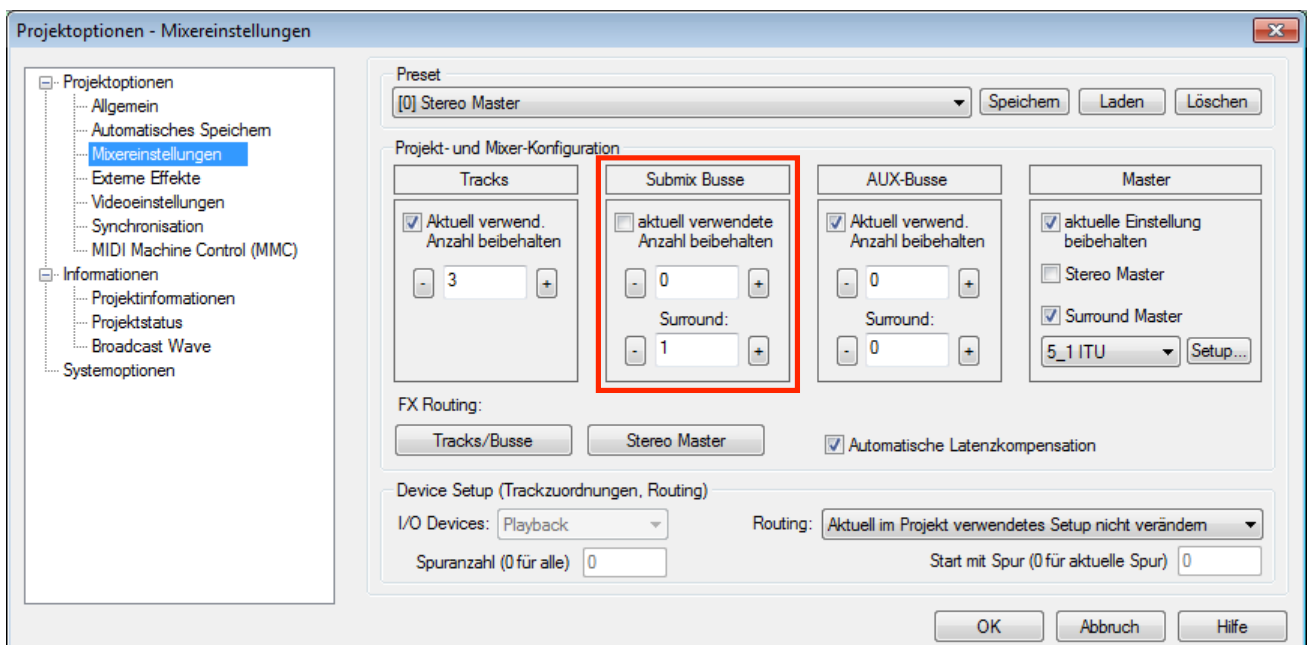 Projektoptionen - Mixereinstellungen
Projektoptionen
Allgemein
Automatisches Speichern
Mixereinstellungen
Externe Effekte
Videoeinstellungen
Synchronisation
MIDI Machine Control (MMC)
Informationen
Projektinformationen
Projektstatus
Broadcast Wave
Systemoptionen
Preset
[0] Stereo Master
Speichern
Laden
Löschen
Projekt- und Mixer-Konfiguration
Tracks
Aktuell verwend.
Anzahl beibehalten
- 3 +
Submix Busse
aktuell verwendete
Anzahl beibehalten
- 0 +
Surround:
- 1 +
AUX-Busse
Aktuell verwend.
Anzahl beibehalten
- 0 +
Surround:
- 0 +
Master
aktuelle Einstellung
beibehalten
Stereo Master
Surround Master
5_1 ITU Setup...
FX Routing:
Tracks/Busse
Stereo Master
Automatische Latenzkompensation
Device Setup (Trackzuordnungen, Routing)
I/O Devices: Playback
Routing: Aktuell im Projekt verwendetes Setup nicht verändern
Spuranzahl (0 für alle) 0
Start mit Spur (0 für aktuelle Spur) 0
OK
Abbruch
Hilfe